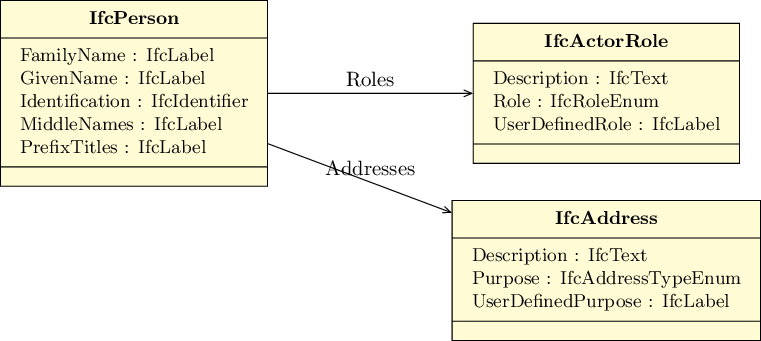 IfcPerson
FamilyName : IfcLabel
GivenName : IfcLabel
Identification : IfcIdentifier
MiddleNames : IfcLabel
PrefixTitles : IfcLabel
Roles
Addresses
IfcActorRole
Description : IfcText
Role : IfcRoleEnum
UserDefinedRole : IfcLabel
IfcAddress
Description : IfcText
Purpose : IfcAddressTypeEnum
UserDefinedPurpose : IfcLabel